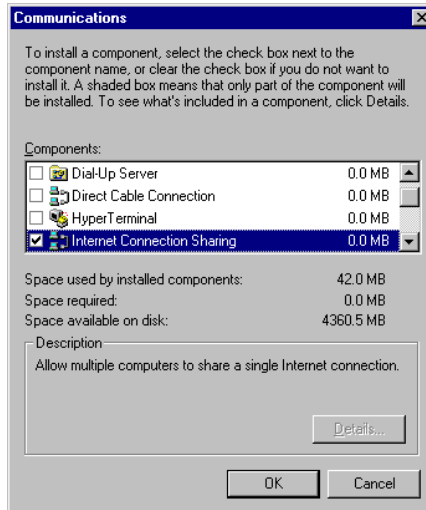 Communications
To install a component, select the check box next to the
component name, or clear the check box if you do not want to
install it. A shaded box means that only part of the component will
be installed. To see what's included in a component, click Details.
Components:
Dial-Up Server 0.0 MB
Direct Cable Connection 0.0 MB
HyperTerminal 0.0 MB
Internet Connection Sharing 0.0 MB
Space used by installed components: 42.0 MB
Space required: 0.0 MB
Space available on disk: 4360.5 MB
Description
Allow multiple computers to share a single Internet connection.
Details...
OK Cancel